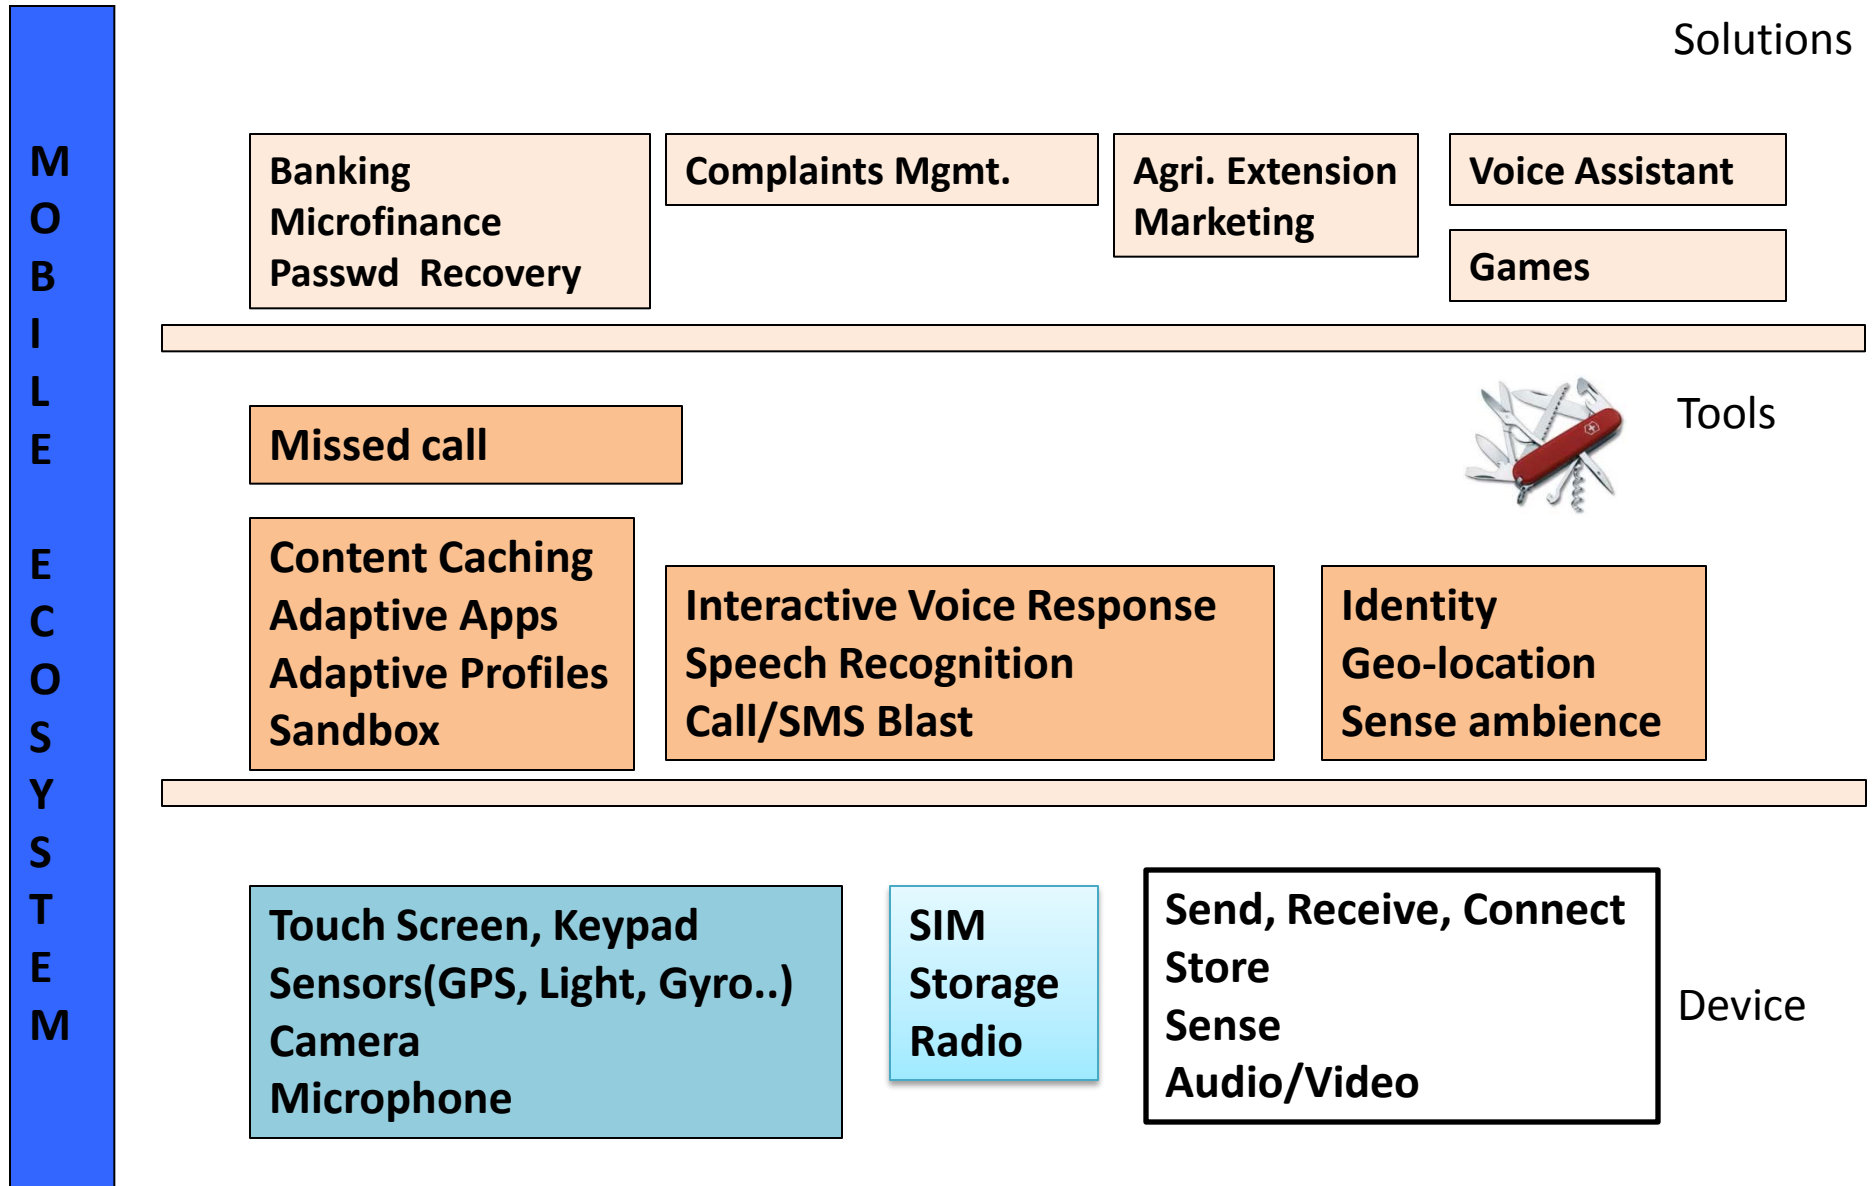 MOBILE ECOSYSTEM
Solutions
Banking
Microfinance
Passwd  Recovery
Complaints Mgmt.
Agri. Extension
Marketing
Voice Assistant
Games
Tools
Missed call
Content Caching
Adaptive Apps
Adaptive Profiles
Sandbox
Interactive Voice Response
Speech Recognition
Call/SMS Blast
Identity
Geo-location
Sense ambience
Touch Screen, Keypad
Sensors(GPS, Light, Gyro..)
Camera
Microphone
SIM
Storage
Radio
Send, Receive, Connect
Store
Sense
Audio/Video
Device